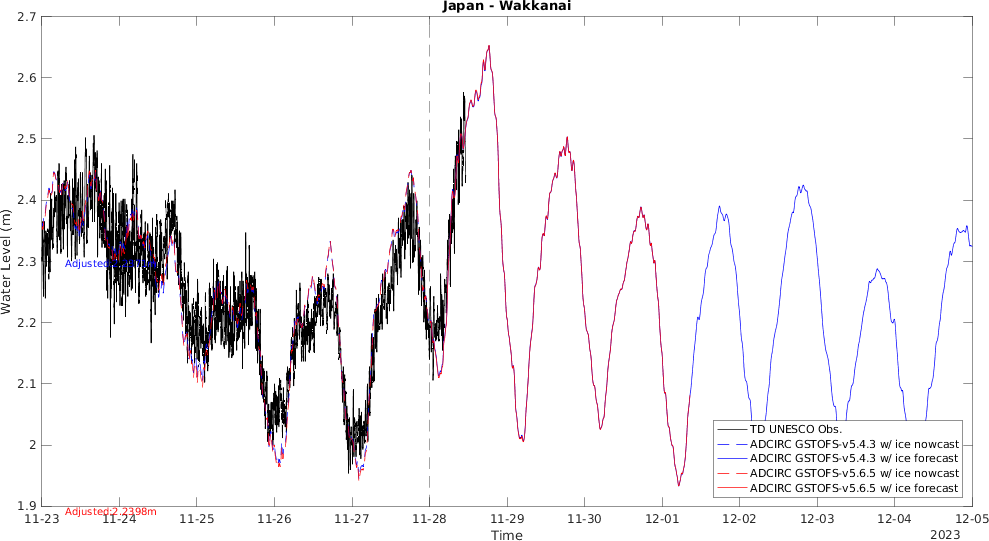 Japan - Wakkanai
Water Level (m)
2.7
2.6
2.5
2.4
2.3
2.2
2.1
2
1.9
Adjusted:
Adjusted:2.2398m
TD UNESCO Obs.
ADCIRC GSTOFS-v5.4.3 w/ ice nowcast
ADCIRC GSTOFS-v5.4.3 w/ ice forecast
ADCIRC GSTOFS-v5.6.5 w/ ice nowcast
ADCIRC GSTOFS-v5.6.5 w/ ice forecast
11-23 11-24 11-25 11-26 11-27 11-28 11-29 11-30 12-01 12-02 12-03 12-04 12-05
Time
2023